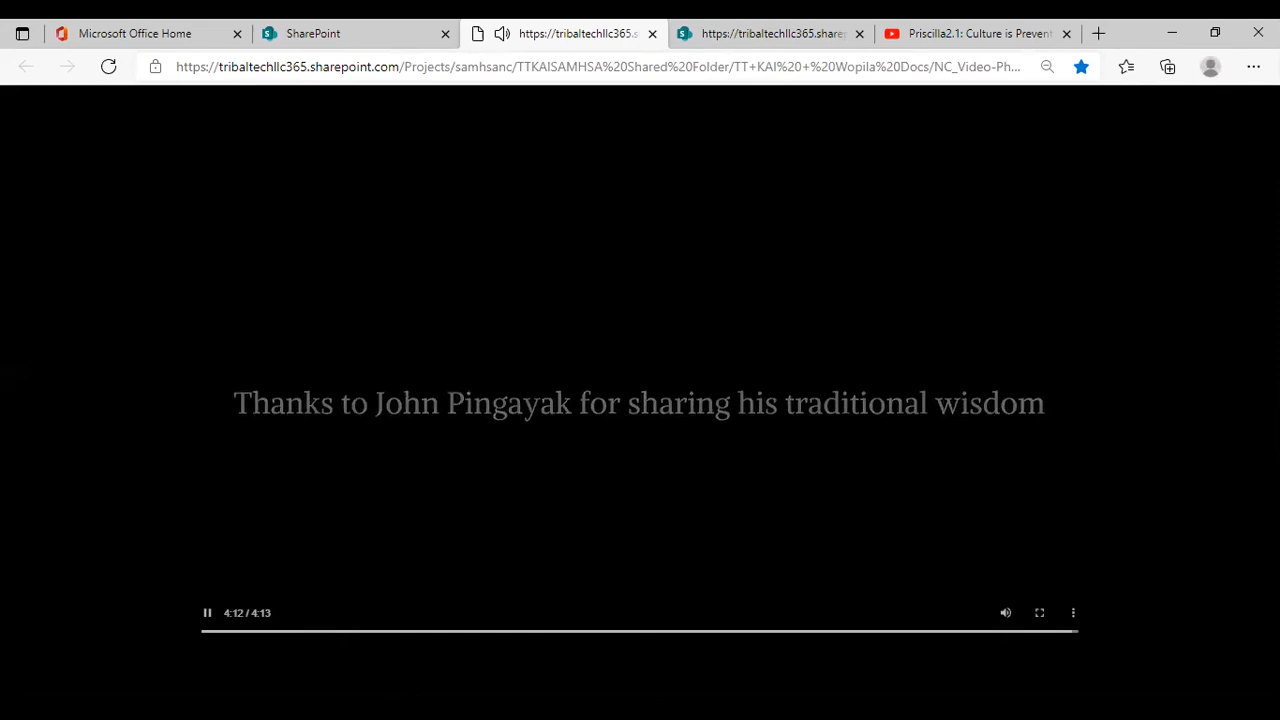 Microsoft Office Home
SharePoint
https://tribaltechllc365.s
https://tribaltechllc365.sharep
Priscilla2.1: Culture is Prevent
https://tribaltechllc365.sharepoint.com/Projects/samhsanc/TTKAISAMHSA%20Shared%20Folder/TT+KAI%20+%20Wopila%20Docs/NC_Video-Ph...
Thanks to John Pingayak for sharing his traditional wisdom
4:12 / 4:13